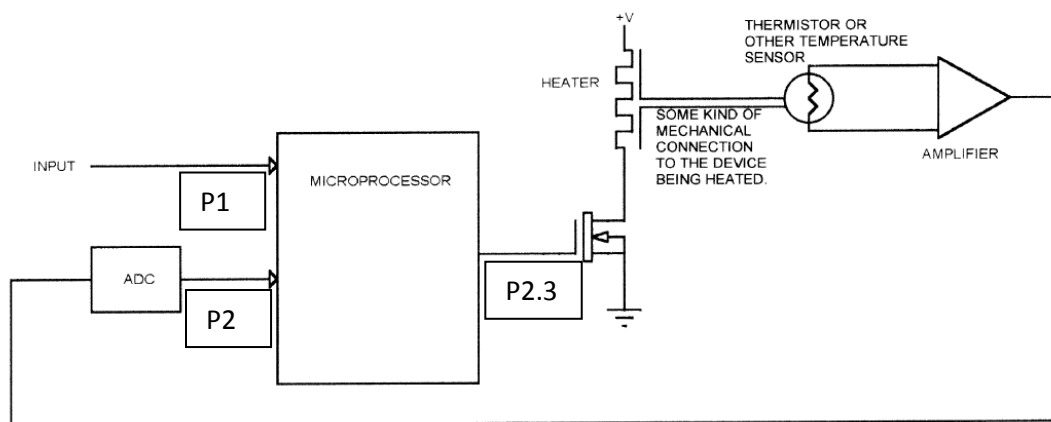 +V
THERMISTOR OR
OTHER TEMPERATURE
SENSOR
HEATER
SOME KIND OF
MECHANICAL
CONNECTION
TO THE DEVICE
BEING HEATED.
AMPLIFIER
INPUT
P1
MICROPROCESSOR
ADC
P2
P2.3